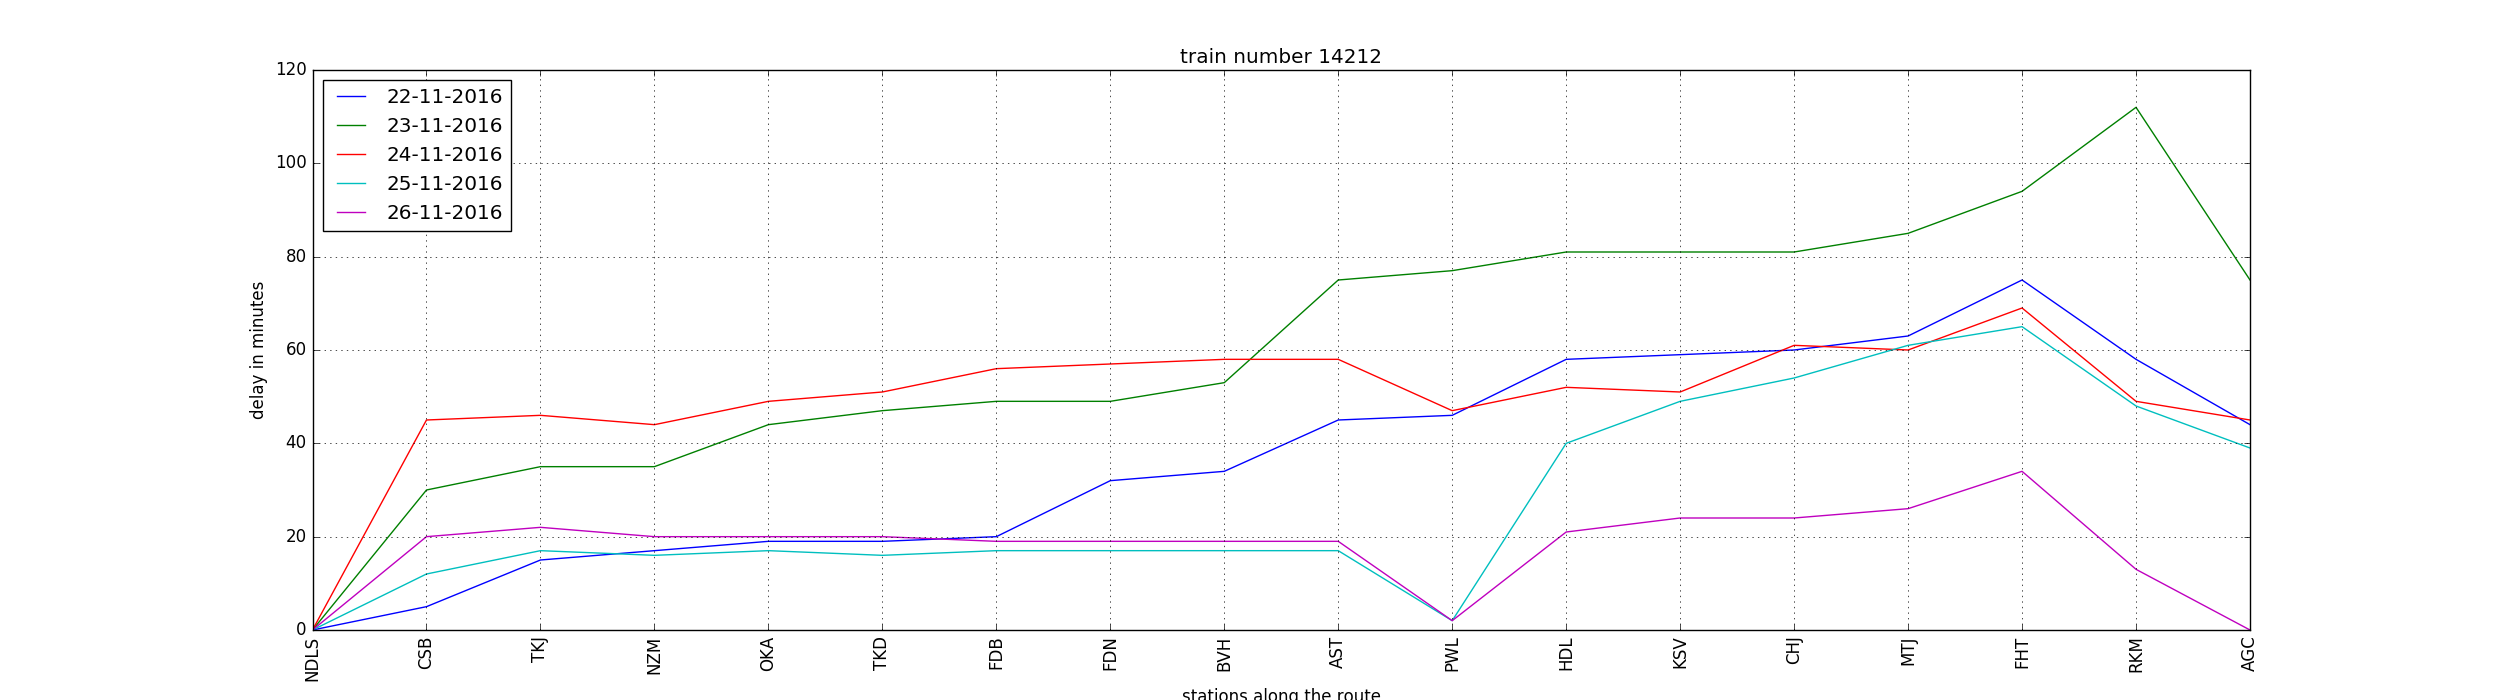 train number 14212
120
100
80
60
40
20
0
22-11-2016
23-11-2016
24-11-2016
25-11-2016
26-11-2016
delay in minutes
NDLS
CSB
TKJ
NZM
OKA
TKD
FDB
FDN
BVH
AST
PWL
HDL
KSV
CHJ
MTJ
FHT
RKM
AGC
stations along the route